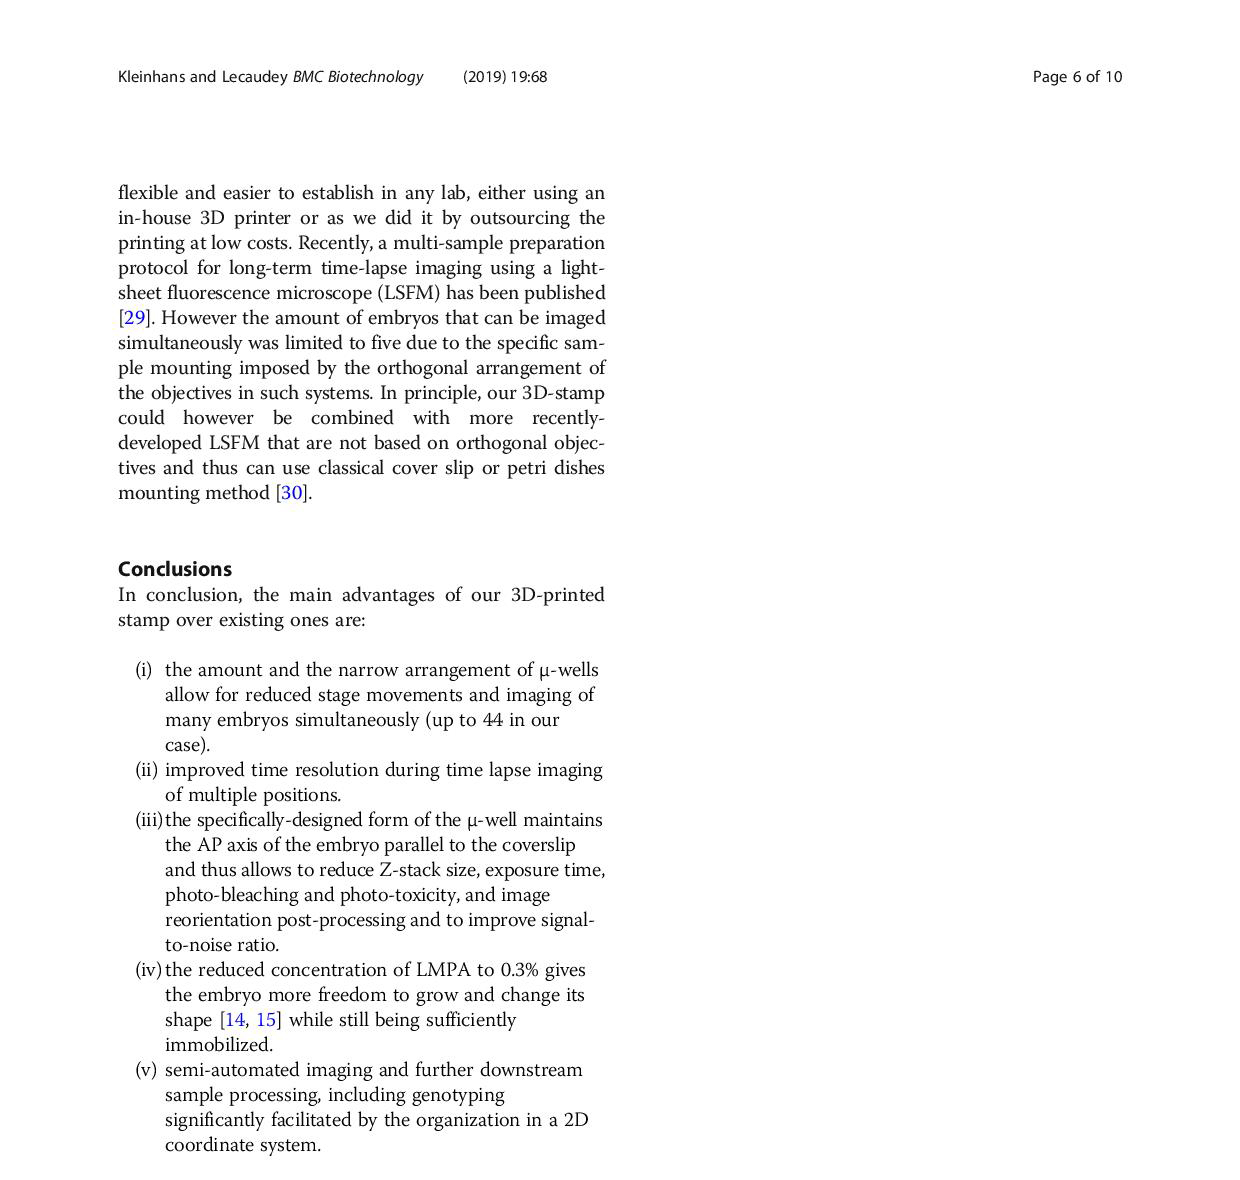 Kleinhans and Lecaudey BMC Biotechnology (2019) 19:68 Page 6 of 10
flexible and easier to establish in any lab, either using an
in-house 3D printer or as we did it by outsourcing the
printing at low costs. Recently, a multi-sample preparation
protocol for long-term time-lapse imaging using a light-
sheet fluorescence microscope (LSFM) has been published
[29]. However the amount of embryos that can be imaged
simultaneously was limited to five due to the specific sam-
ple mounting imposed by the orthogonal arrangement of
the objectives in such systems. In principle, our 3D-stamp
could however be combined with more recently-
developed LSFM that are not based on orthogonal objec-
tives and thus can use classical cover slip or petri dishes
mounting method [30].
Conclusions
In conclusion, the main advantages of our 3D-printed
stamp over existing ones are:
(i) the amount and the narrow arrangement of μ-wells
allow for reduced stage movements and imaging of
many embryos simultaneously (up to 44 in our
case).
(ii) improved time resolution during time lapse imaging
of multiple positions.
(iii) the specifically-designed form of the μ-well maintains
the AP axis of the embryo parallel to the coverslip
and thus allows to reduce Z-stack size, exposure time,
photo-bleaching and photo-toxicity, and image
reorientation post-processing and to improve signal-
to-noise ratio.
(iv) the reduced concentration of LMPA to 0.3% gives
the embryo more freedom to grow and change its
shape [14, 15] while still being sufficiently
immobilized.
(v) semi-automated imaging and further downstream
sample processing, including genotyping
significantly facilitated by the organization in a 2D
coordinate system.